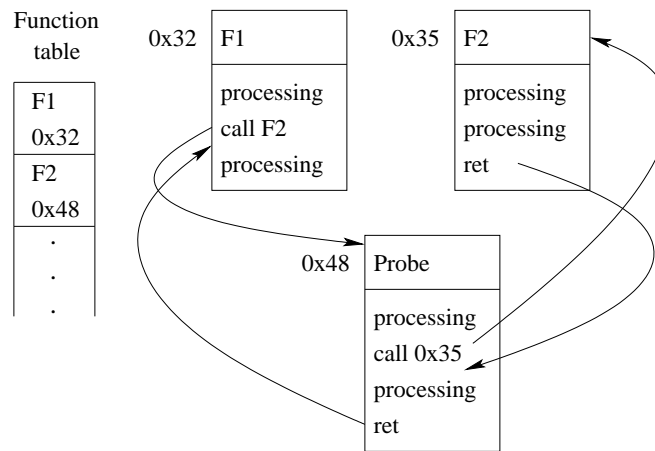 Function
table
F1
0x32
F2
0x48
.
.
.
0x32
F1
processing
call F2
processing
0x35
F2
processing
processing
ret
0x48
Probe
processing
call 0x35
processing
ret